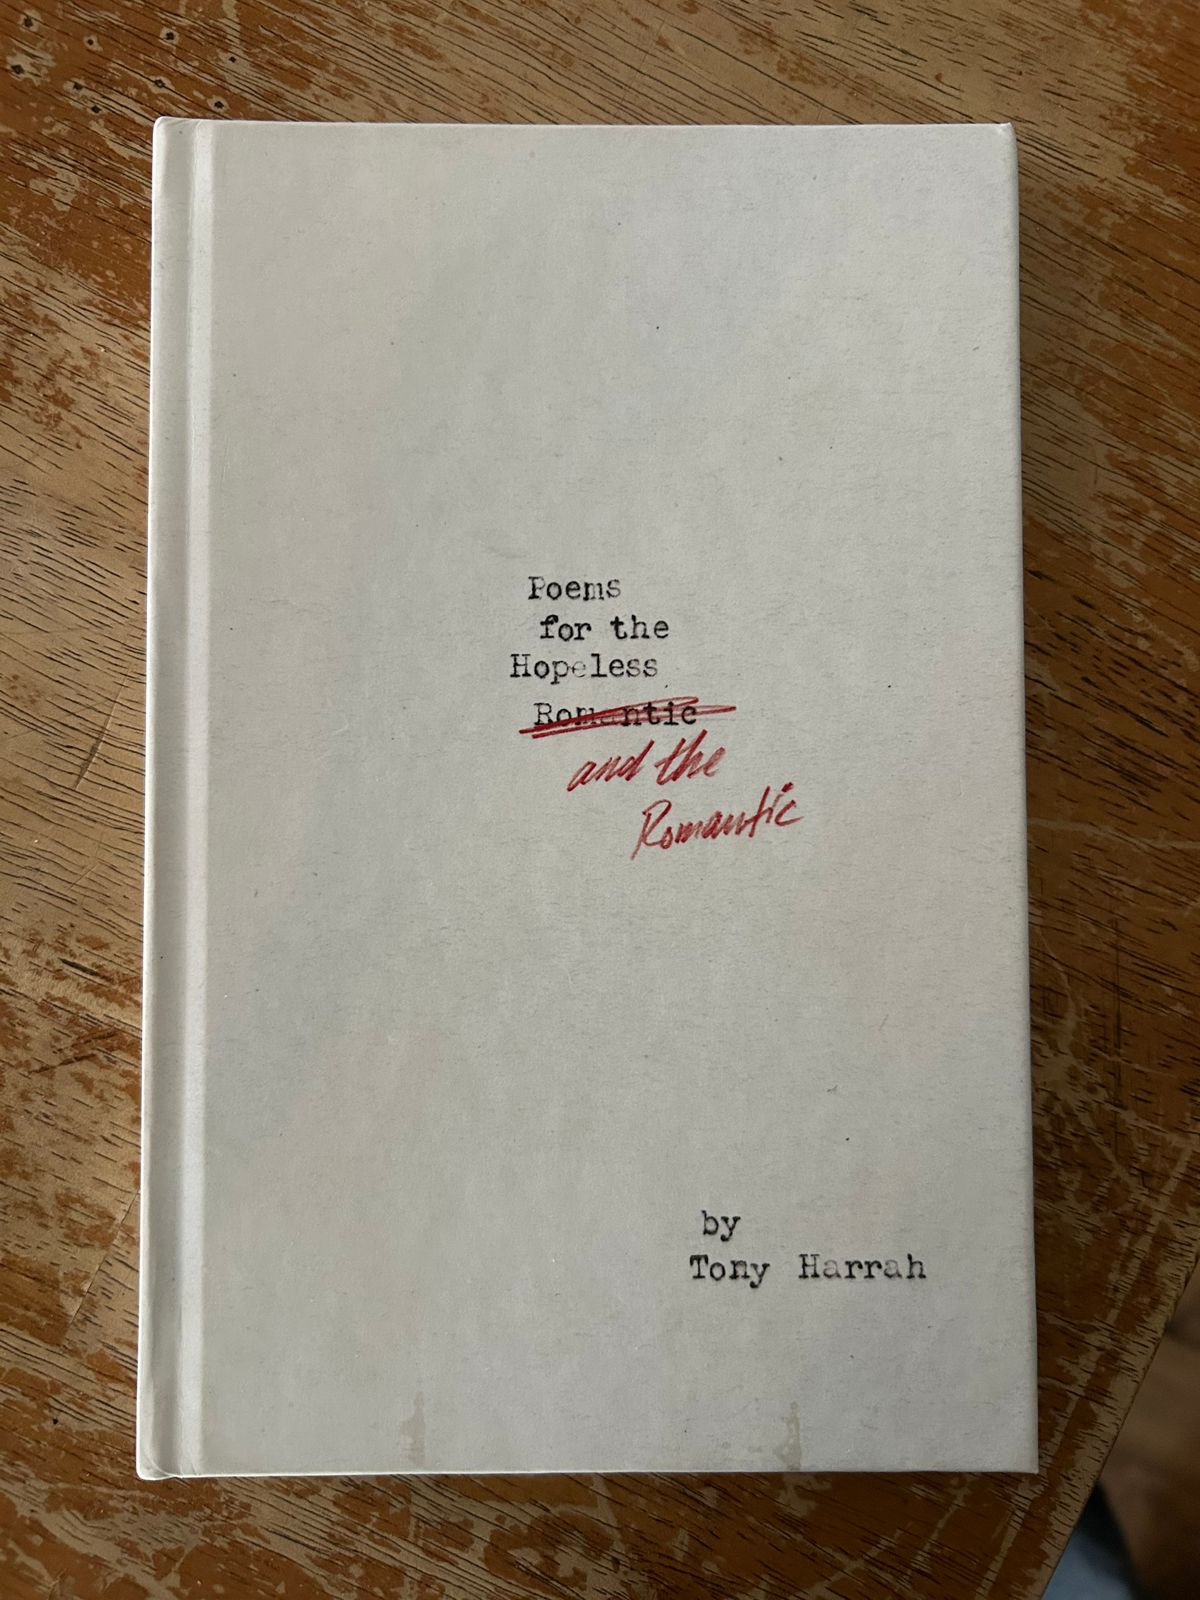 Poems
for the
Hopeless
Romantic
and the
Romantic
by
Tony Harrah